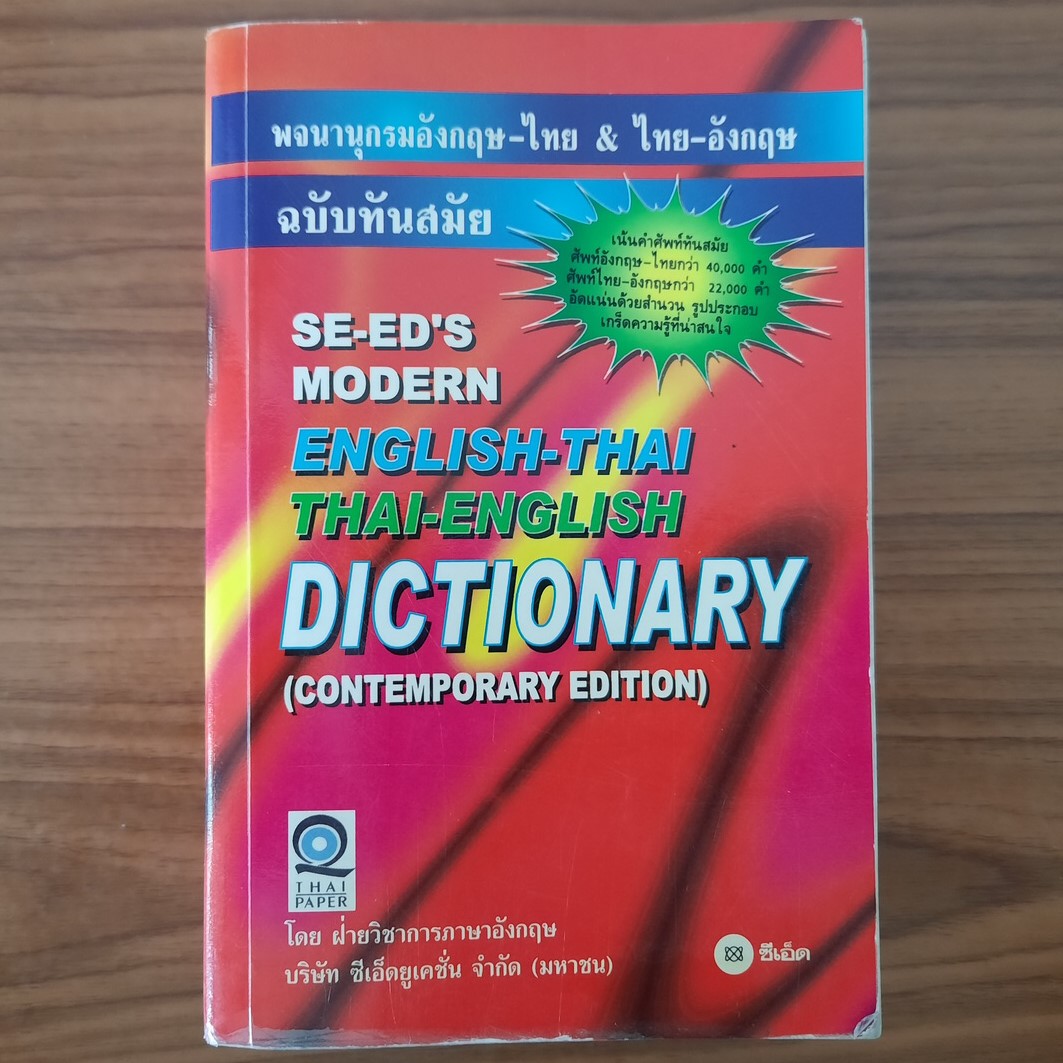 พจนานุกรมอังกฤษ-ไทย & ไทย-อังกฤษ
ฉบับทันสมัย
เน้นคำศัพท์ทันสมัย
ศัพท์อังกฤษ-ไทยกว่า 40,000 คำ
ศัพท์ไทย-อังกฤษกว่า 22,000 คำ
อัดแน่นด้วยสำนวน รูปประกอบ
เกร็ดความรู้ที่น่าสนใจ
SE-ED'S
MODERN
ENGLISH-THAI
THAI-ENGLISH
DICTIONARY
(CONTEMPORARY EDITION)
THAI
PAPER
โดย ฝ่ายวิชาการภาษาอังกฤษ
บริษัท ซีเอ็ดยูเคชั่น จำกัด (มหาชน)
ซีเอ็ด